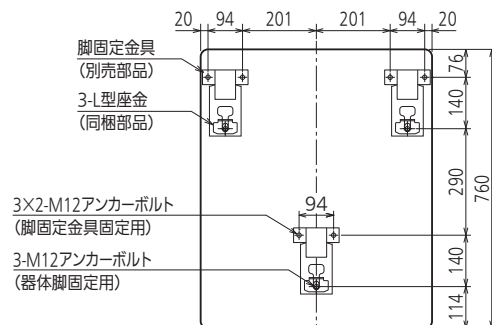 20 94 201 201 94 20
脚固定金具
(別売部品)
3-L型座金
(同梱部品)
76
140
290
760
3×2-M12アンカーボルト
(脚固定金具固定用)
94
3-M12アンカーボルト
(器体脚固定用)
140
114